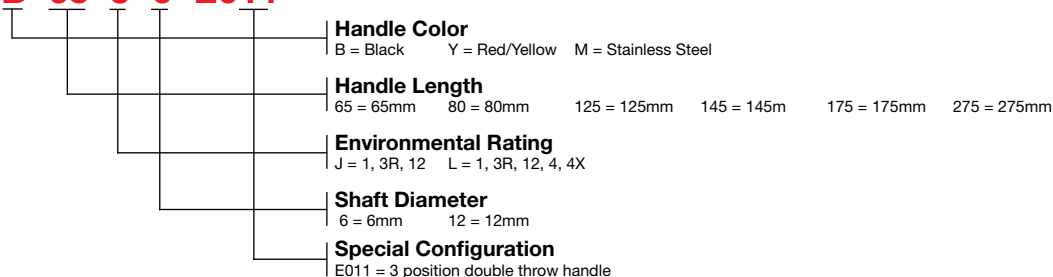 Handle Color
B = Black Y = Red/Yellow M = Stainless Steel
Handle Length
65 = 65mm 80 = 80mm 125 = 125mm 145 = 145m 175 = 175mm 275 = 275mm
Environmental Rating
J = 1, 3R, 12 L = 1, 3R, 12, 4, 4X
Shaft Diameter
6 = 6mm 12 = 12mm
Special Configuration
E011 = 3 position double throw handle